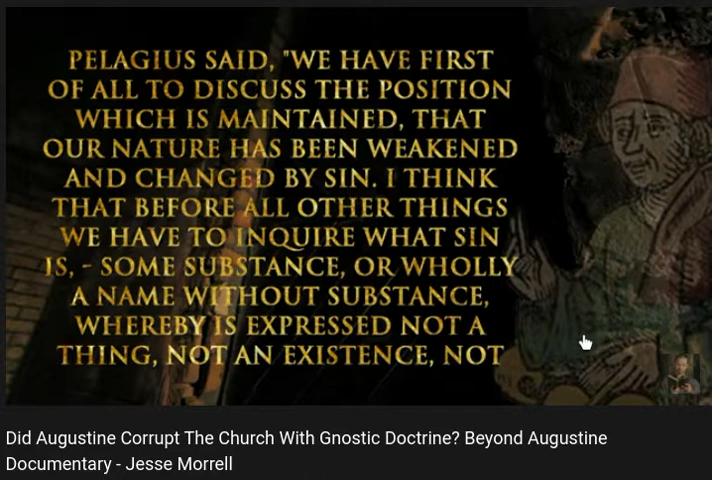 PELAGIUS SAID, "WE HAVE FIRST
OF ALL TO DISCUSS THE POSITION
WHICH IS MAINTAINED, THAT
OUR NATURE HAS BEEN WEAKENED
AND CHANGED BY SIN. I THINK
THAT BEFORE ALL OTHER THINGS
WE HAVE TO INQUIRE WHAT SIN
IS, - SOME SUBSTANCE, OR WHOLLY
A NAME WITHOUT SUBSTANCE,
WHEREBY IS EXPRESSED NOT A
THING, NOT AN EXISTENCE, NOT
Did Augustine Corrupt The Church With Gnostic Doctrine? Beyond Augustine
Documentary - Jesse Morrell